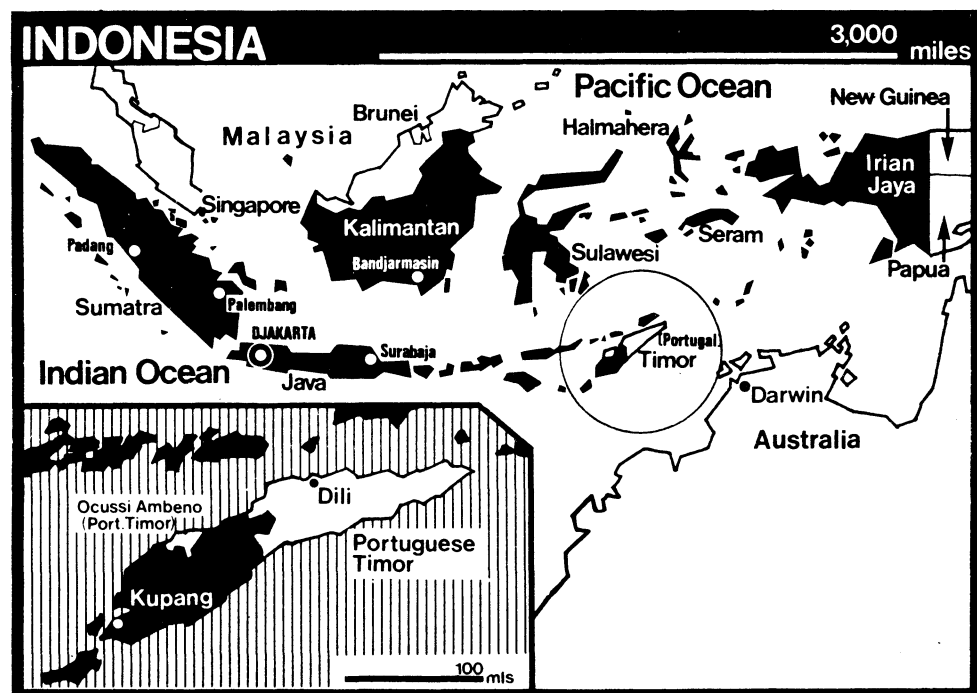 INDONESIA
3,000 miles
Pacific Ocean
New Guinea
Brunei
Malaysia
Halmahera
Irian
Jaya
Singapore
Kalimantan
Seram
Padang
Sulawesi
Bandjarmasin
Papua
Sumatra
Palembang
DJAKARTA
(Portugal.
Timor
Surabaja
Indian Ocean
Java
Darwin
Australia
Dili
Ocussi Ambeno
(Port.Timor)
Portuguese
Timor
Kupang
100 mls